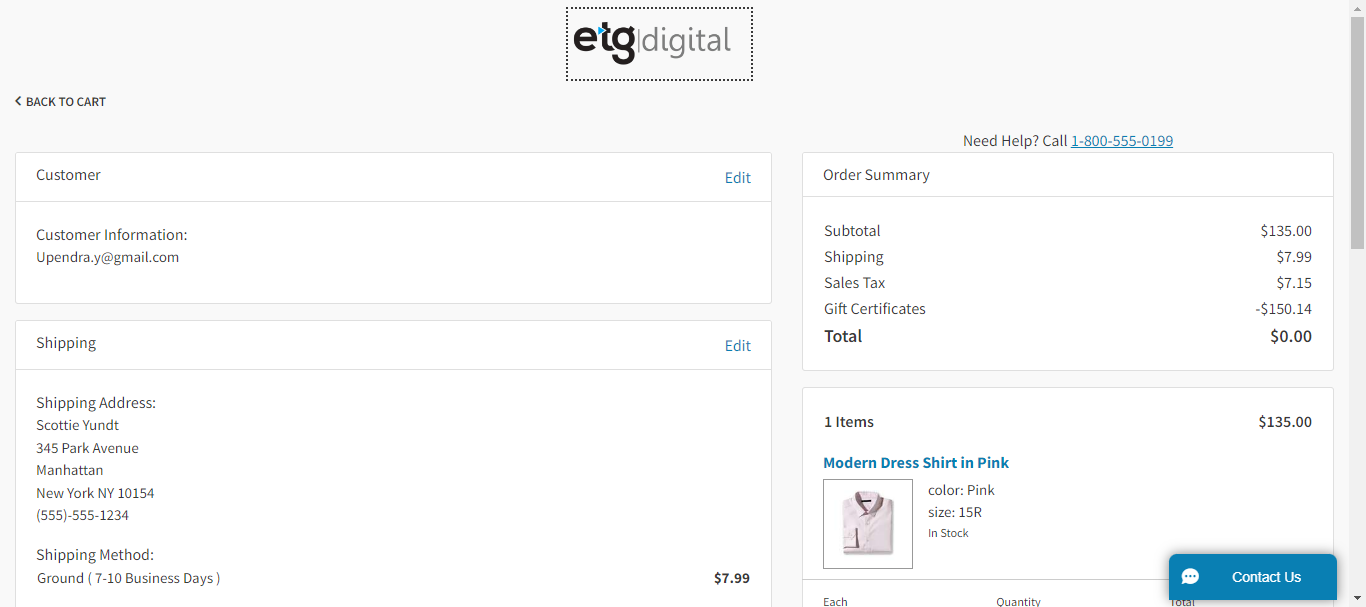 etg|digital
BACK TO CART
Need Help? Call 1-800-555-0199
Customer
Edit
Customer Information:
Upendra.y@gmail.com
Shipping
Edit
Shipping Address:
Scottie Yundt
345 Park Avenue
Manhattan
New York NY 10154
(555)-555-1234
Shipping Method:
Ground ( 7-10 Business Days ) $7.99
Order Summary
Subtotal $135.00
Shipping $7.99
Sales Tax $7.15
Gift Certificates -$150.14
Total $0.00
1 Items $135.00
Modern Dress Shirt in Pink
color: Pink
size: 15R
In Stock
Each Quantity Total
Contact Us